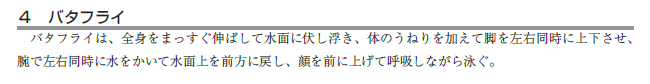 4　バタフライ
　バタフライは、全身をまっすぐ伸ばして水面に伏し浮き、体のうねりを加えて脚を左右同時に上下させ、
腕で左右同時に水をかいて水面上を前方に戻し、顔を前に上げて呼吸しながら泳ぐ。